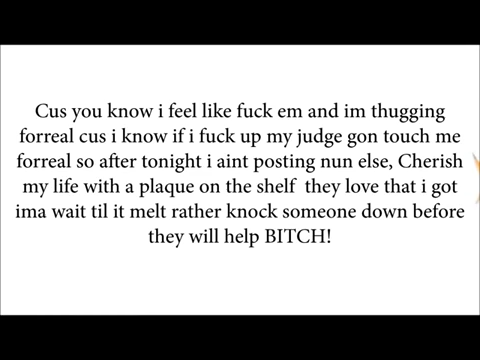 Cus you know i feel like fuck em and im thugging
forreal cus i know if i fuck up my judge gon touch me
forreal so after tonight i aint posting nun else, Cherish
my life with a plaque on the shelf they love that i got
ima wait til it melt rather knock someone down before
they will help BITCH!